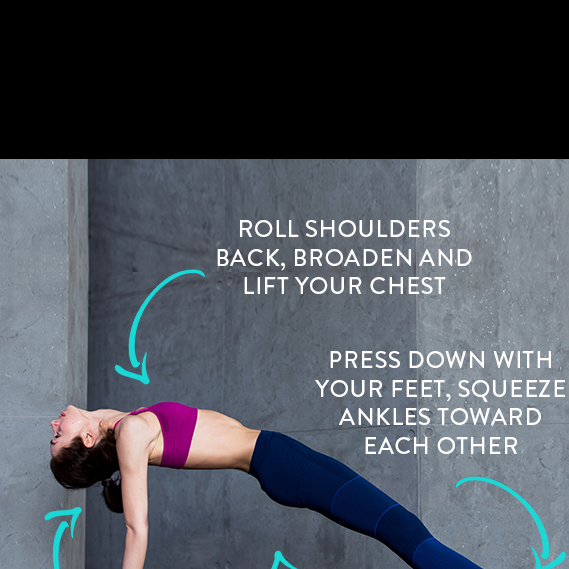 ROLL SHOULDERS
BACK, BROADEN AND
LIFT YOUR CHEST
PRESS DOWN WITH
YOUR FEET, SQUEEZE
ANKLES TOWARD
EACH OTHER